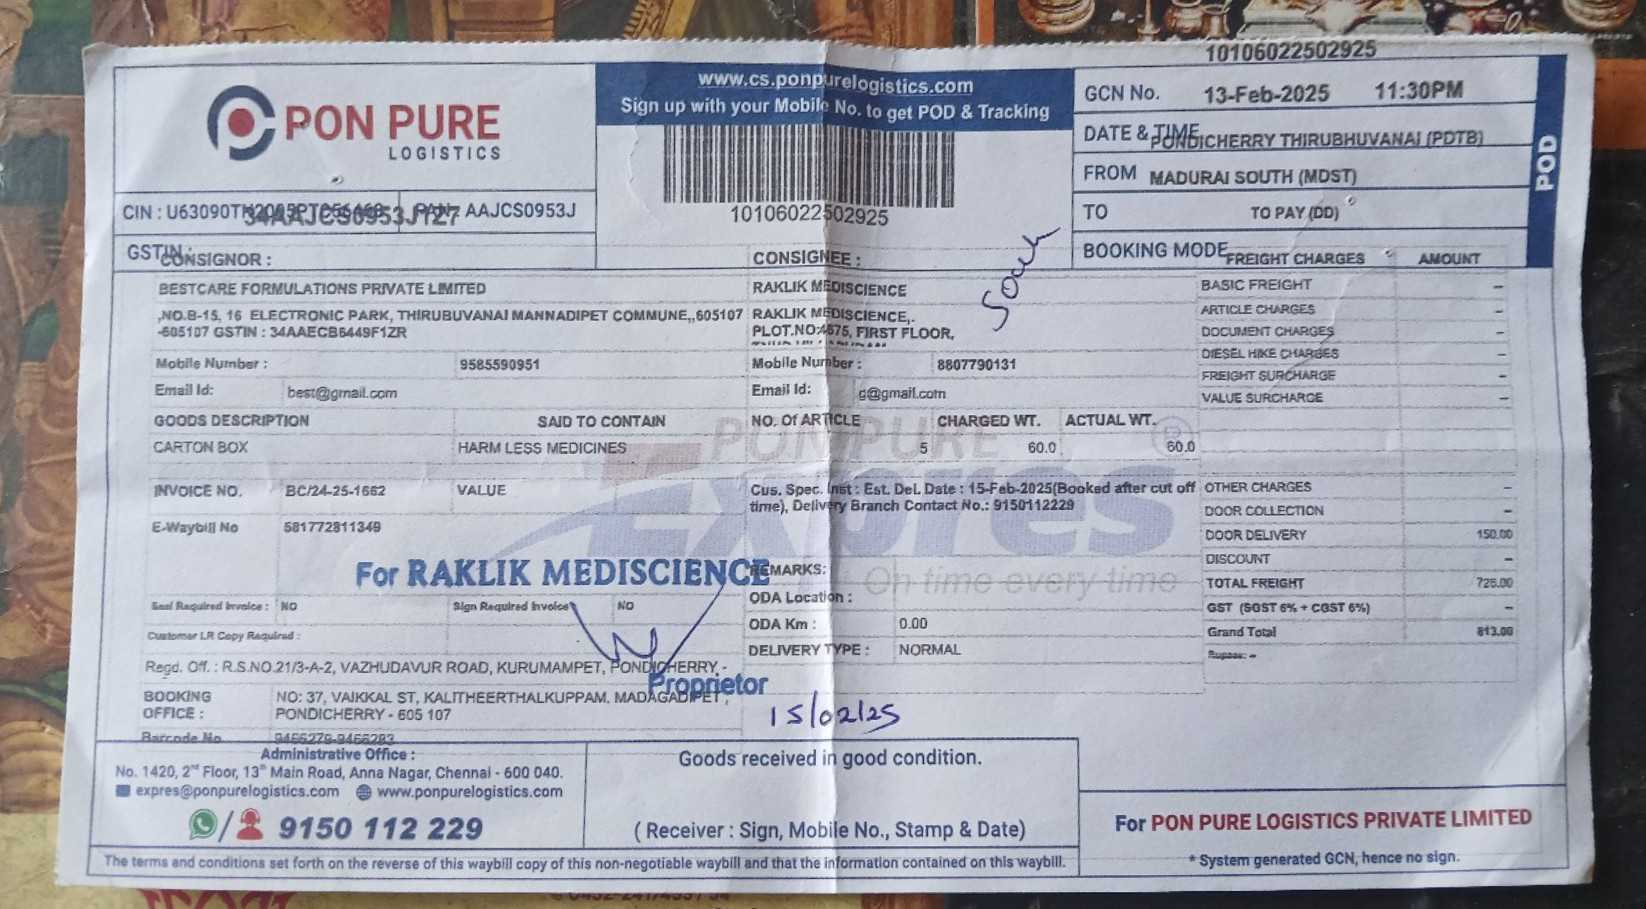 10106022502925
PON PURE
LOGISTICS
www.cs.ponpurelogistics.com
Sign up with your Mobile No. to get POD & Tracking
10106022502925
GCN No. 13-Feb-2025 11:30PM
DATE & TIME PONDICHERRY THIRUBHUVANAI (PDTB)
FROM MADURAI SOUTH (MDST)
TO TO PAY (DD)
BOOKING MODE
POD
CIN : PAN: AAJCS0953J
34AAJCS0953J1Z7
GSTIN :
CONSIGNOR :
BESTCARE FORMULATIONS PRIVATE LIMITED
,NO.B-15, 16 ELECTRONIC PARK, THIRUBUVANAI MANNADIPET COMMUNE,,605107
-605107 GSTIN : 34AAECB6449F1ZR
Mobile Number : 9585590951
Email Id: best@gmail.com
CONSIGNEE :
RAKLIK MEDISCIENCE
RAKLIK MEDISCIENCE,.
PLOT.NO:4675, FIRST FLOOR,
Mobile Number : 8807790131
Email Id: g@gmail.com
FREIGHT CHARGES AMOUNT
BASIC FREIGHT -
ARTICLE CHARGES -
DOCUMENT CHARGES -
DIESEL HIKE CHARGES -
FREIGHT SURCHARGE -
VALUE SURCHARGE -
GOODS DESCRIPTION SAID TO CONTAIN NO. Of ARTICLE CHARGED WT. ACTUAL WT.
CARTON BOX HARM LESS MEDICINES 5 60.0 60.0
PON PURE
Expres
On time every time
INVOICE NO. BC/24-25-1662 VALUE
E-Waybill No 581772811349
Cus. Spec. Inst : Est. Del. Date : 15-Feb-2025(Booked after cut off
time), Delivery Branch Contact No.: 9150112229
OTHER CHARGES -
DOOR COLLECTION -
DOOR DELIVERY 150.00
DISCOUNT -
TOTAL FREIGHT 726.00
GST (SGST 6% + CGST 6%) -
Grand Total 813.00
Rupees: -
For RAKLIK MEDISCIENCE
Proprietor
REMARKS:
ODA Location :
ODA Km : 0.00
DELIVERY TYPE : NORMAL
Seal Required Invoice : NO Sign Required Invoice NO
Customer LR Copy Required :
Regd. Off. : R.S.NO.21/3-A-2, VAZHUDAVUR ROAD, KURUMAMPET, PONDICHERRY, -
BOOKING OFFICE : NO: 37, VAIKKAL ST, KALITHEERTHALKUPPAM, MADAGADIPET ,
PONDICHERRY - 605 107
Barcode No 9466279-9466283
15/02/25
Administrative Office :
No. 1420, 2nd Floor, 13th Main Road, Anna Nagar, Chennai - 600 040.
expres@ponpurelogistics.com www.ponpurelogistics.com
9150 112 229
Goods received in good condition.
( Receiver : Sign, Mobile No., Stamp & Date)
For PON PURE LOGISTICS PRIVATE LIMITED
* System generated GCN, hence no sign.
The terms and conditions set forth on the reverse of this waybill copy of this non-negotiable waybill and that the information contained on this waybill.